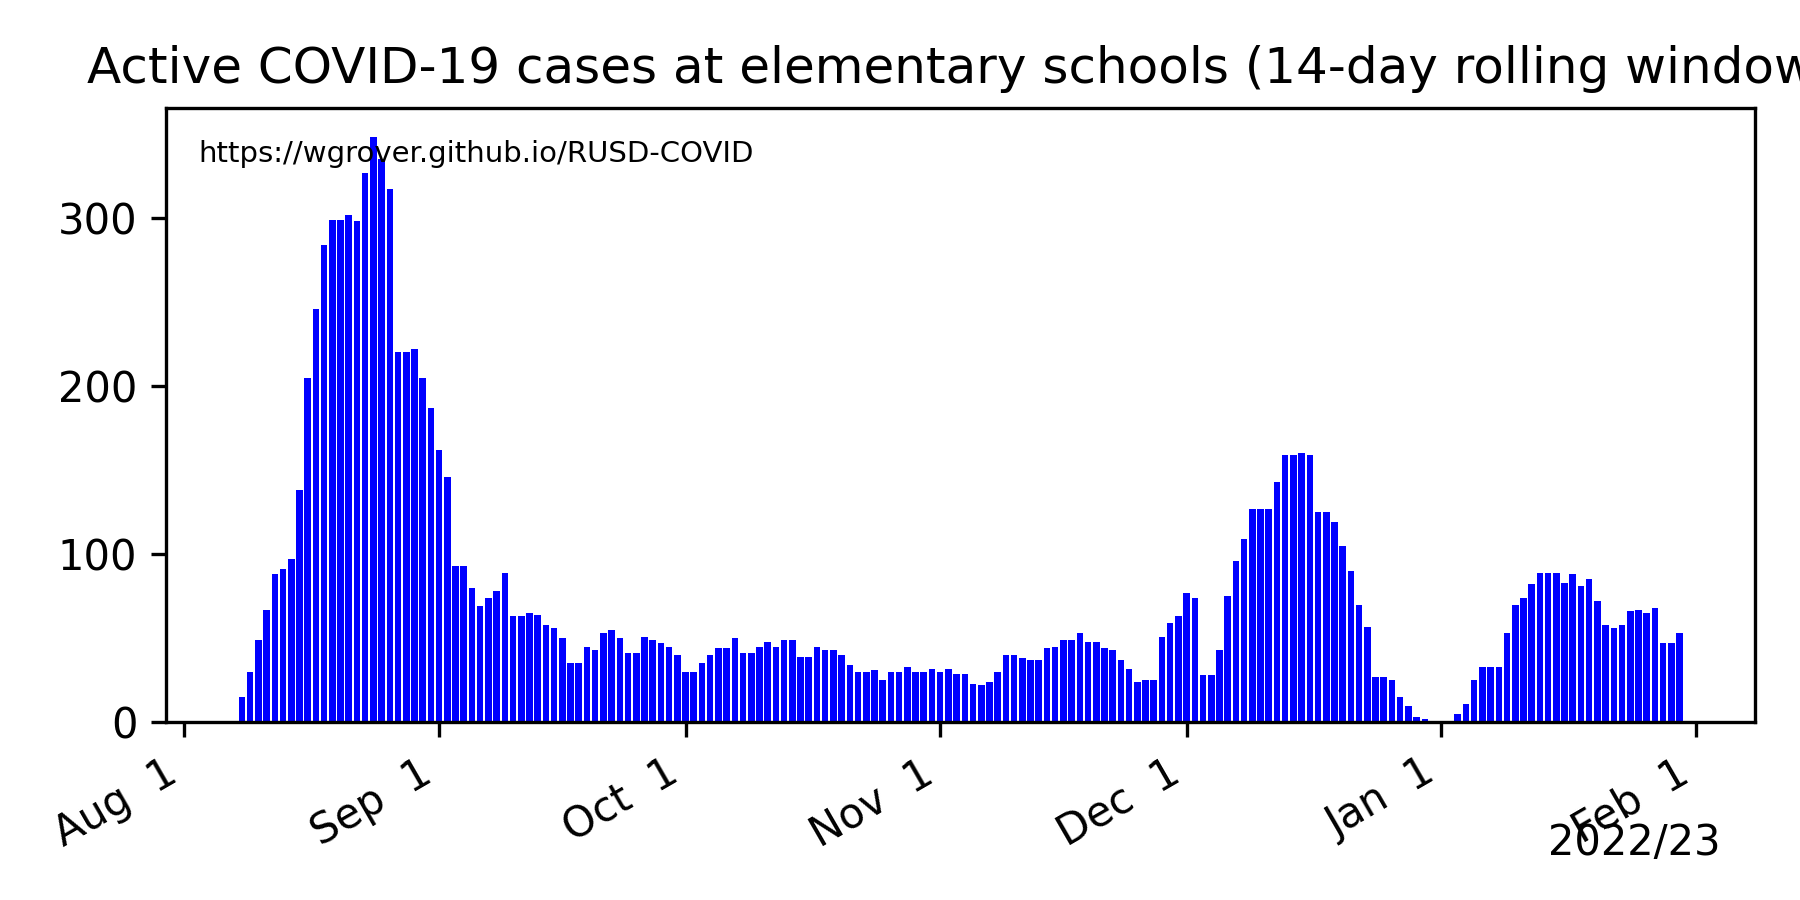 Active COVID-19 cases at elementary schools (14-day rolling window
https://wgrover.github.io/RUSD-COVID
300
200
100
0
Aug 1
Sep 1
Oct 1
Nov 1
Dec 1
Jan 1
Feb 1
2022/23